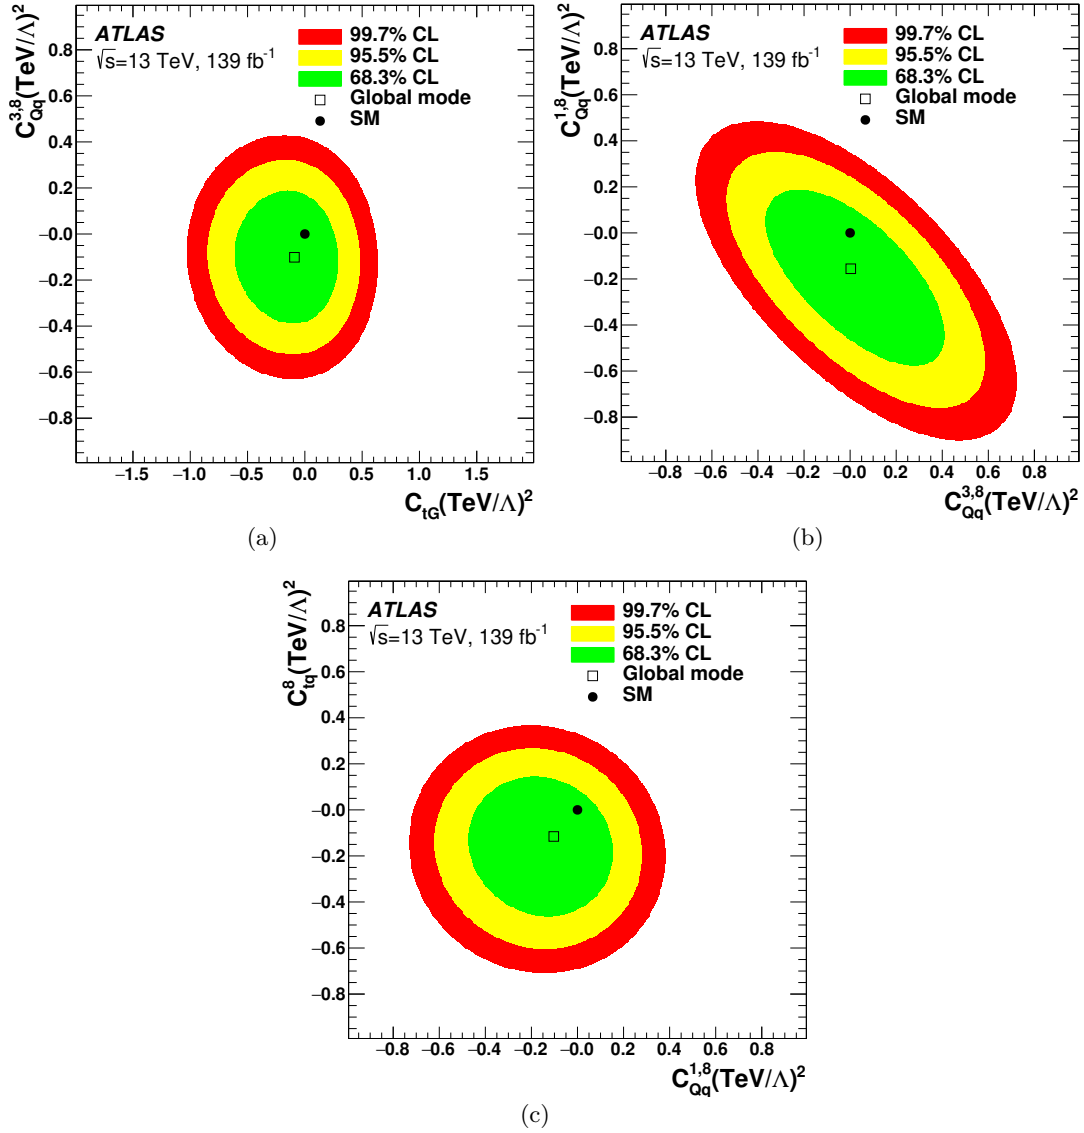 ATLAS
√s=13 TeV, 139 fb⁻¹
99.7% CL
95.5% CL
68.3% CL
Global mode
SM
C_Qq^{3,8}(TeV/Λ)²
0.8
0.6
0.4
0.2
−0.0
−0.2
−0.4
−0.6
−0.8
−1.5 −1.0 −0.5 0.0 0.5 1.0 1.5
C_tG(TeV/Λ)²
(a)
ATLAS
√s=13 TeV, 139 fb⁻¹
99.7% CL
95.5% CL
68.3% CL
Global mode
SM
C_Qq^{1,8}(TeV/Λ)²
0.8
0.6
0.4
0.2
−0.0
−0.2
−0.4
−0.6
−0.8
−0.8 −0.6 −0.4 −0.2 −0.0 0.2 0.4 0.6 0.8
C_Qq^{3,8}(TeV/Λ)²
(b)
ATLAS
√s=13 TeV, 139 fb⁻¹
99.7% CL
95.5% CL
68.3% CL
Global mode
SM
C_tq^8(TeV/Λ)²
0.8
0.6
0.4
0.2
−0.0
−0.2
−0.4
−0.6
−0.8
−0.8 −0.6 −0.4 −0.2 −0.0 0.2 0.4 0.6 0.8
C_Qq^{1,8}(TeV/Λ)²
(c)